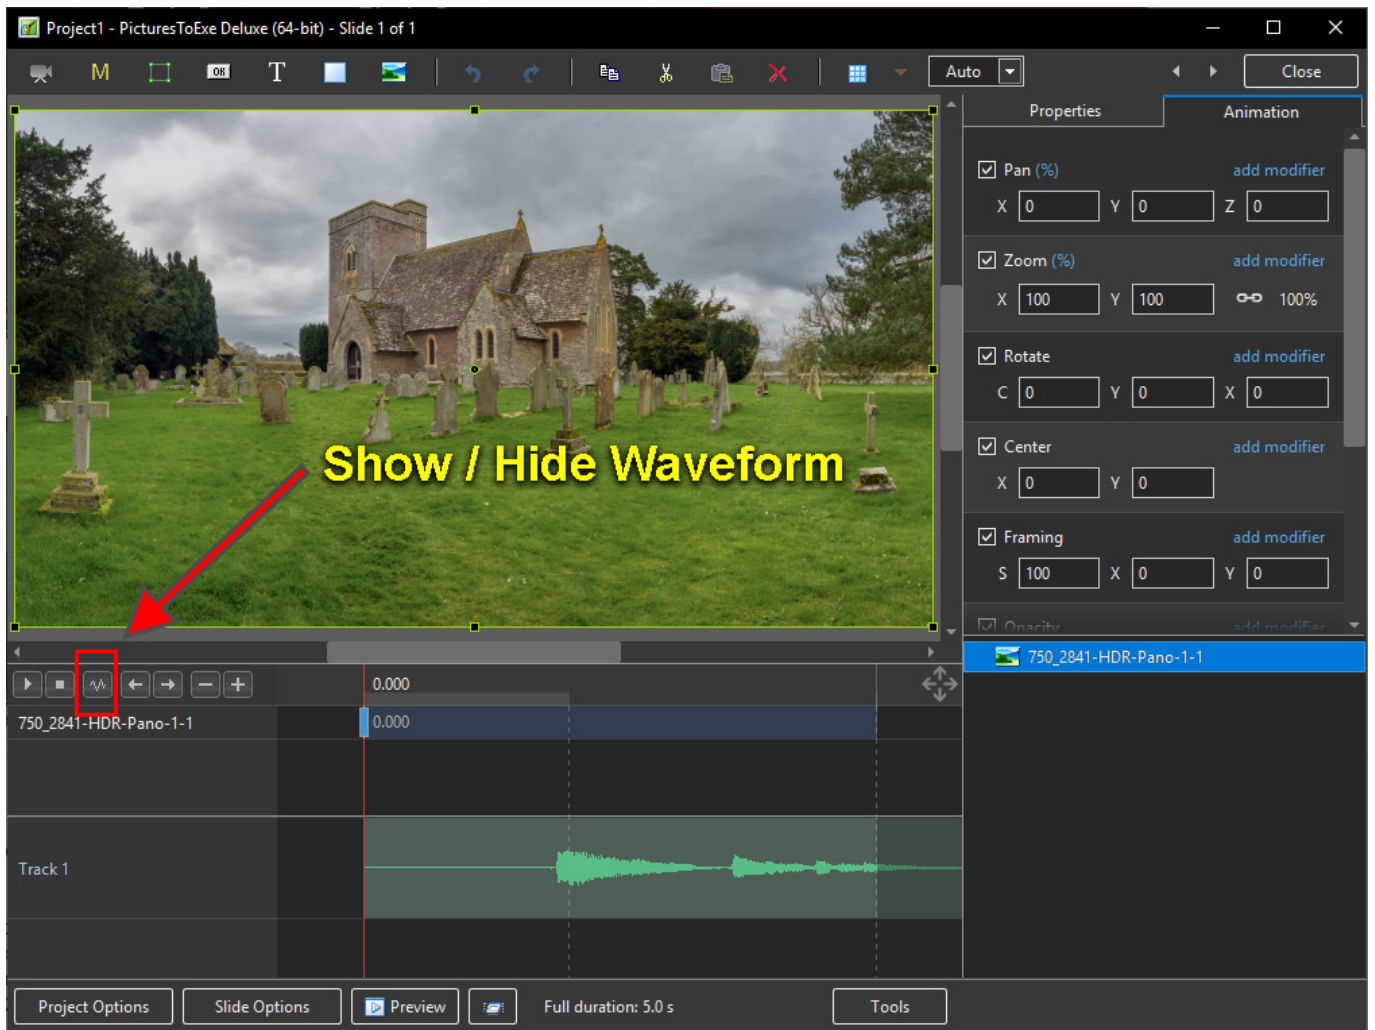 Project1 - PicturesToExe Deluxe (64-bit) - Slide 1 of 1
M OK T Auto Close
Properties Animation
Pan (%) add modifier
X 0 Y 0 Z 0
Zoom (%) add modifier
X 100 Y 100 100%
Rotate add modifier
C 0 Y 0 X 0
Center add modifier
X 0 Y 0
Framing add modifier
S 100 X 0 Y 0
Opacity add modifier
Show / Hide Waveform
750_2841-HDR-Pano-1-1
0.000
750_2841-HDR-Pano-1-1 0.000
Track 1
Project Options Slide Options Preview Full duration: 5.0 s Tools